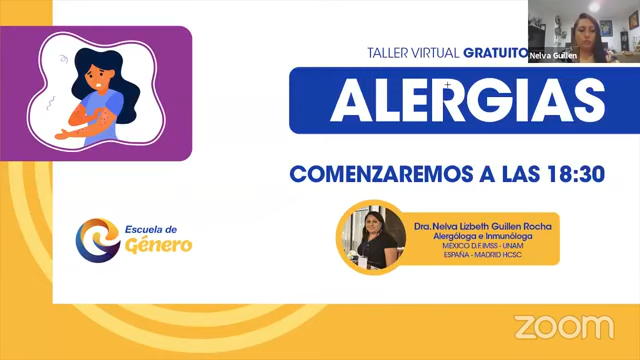 TALLER VIRTUAL GRATUITO
Nelva Guillen
ALERGIAS
COMENZAREMOS A LAS 18:30
Escuela de
Género
Dra. Nelva Lizbeth Guillen Rocha
Alergóloga e Inmunóloga
MÉXICO D.F. IMSS - UNAM
ESPAÑA - MADRID HCSC
zoom